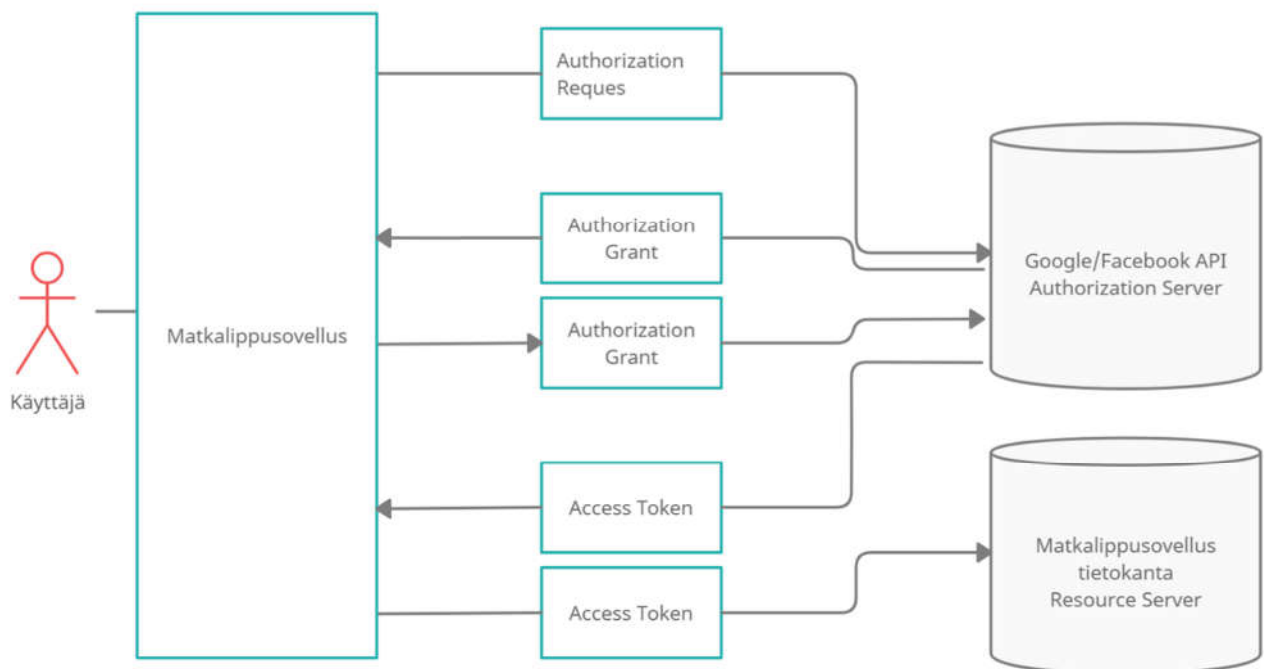 Authorization
Reques
Authorization
Grant
Google/Facebook API
Authorization Server
Matkalippusovellus
Authorization
Grant
Käyttäjä
Access Token
Matkalippusovellus
tietokanta
Resource Server
Access Token